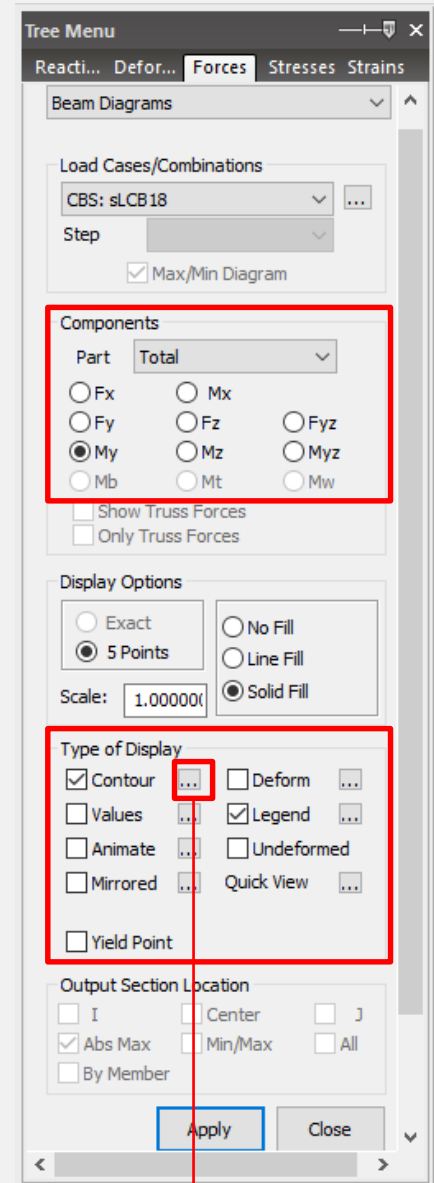 Tree Menu
Reacti... Defor... Forces Stresses Strains
Beam Diagrams
Load Cases/Combinations
CBS: sLCB18 ...
Step
Max/Min Diagram
Components
Part Total
Fx Mx
Fy Fz Fyz
My Mz Myz
Mb Mt Mw
Show Truss Forces
Only Truss Forces
Display Options
Exact No Fill
5 Points Line Fill
Scale: 1.00000( Solid Fill
Type of Display
Contour ... Deform ...
Values ... Legend ...
Animate ... Undeformed
Mirrored ... Quick View ...
Yield Point
Output Section Location
I Center J
Abs Max Min/Max All
By Member
Apply Close